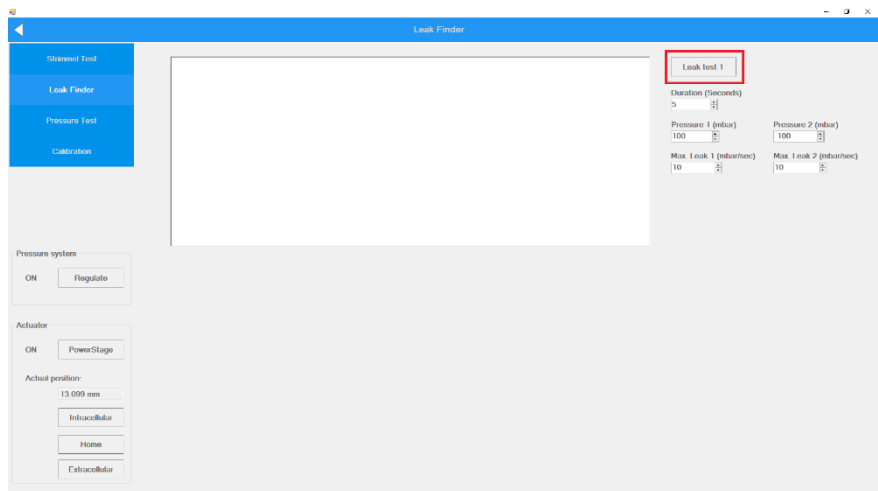 Leak Finder
Strimmel Test
Leak Finder
Pressure Test
Calibration
Leak test 1
Duration (Seconds)
5
Pressure 1 (mbar) Pressure 2 (mbar)
100 100
Max Leak 1 (mbar/sec) Max Leak 2 (mbar/sec)
10 10
Pressure system
ON Regulate
Actuator
ON PowerStage
Actual position:
13.099 mm
Intracellular
Home
Extracellular